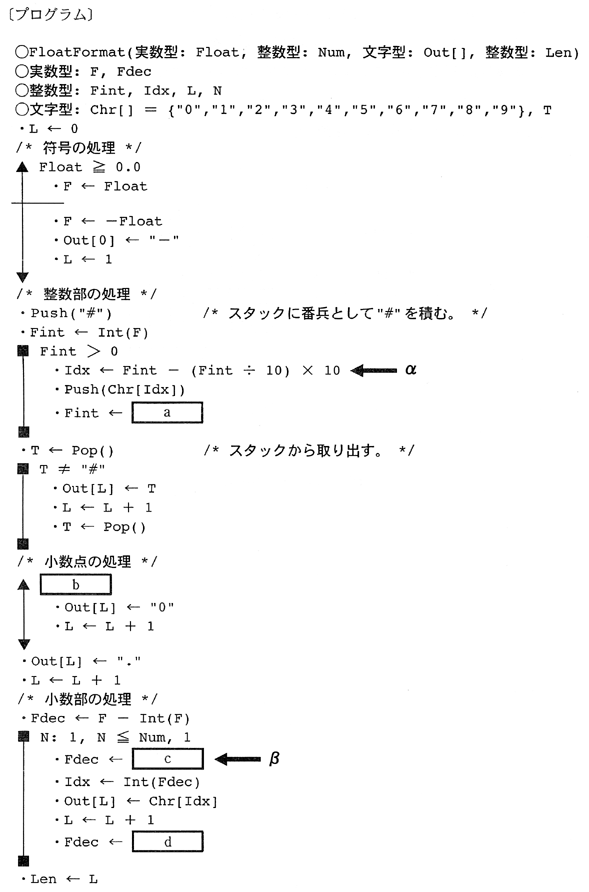 〔プログラム〕
○FloatFormat(実数型: Float, 整数型: Num, 文字型: Out[], 整数型: Len)
○実数型: F, Fdec
○整数型: Fint, Idx, L, N
○文字型: Chr[] = {"0","1","2","3","4","5","6","7","8","9"}, T
・L ← 0
/* 符号の処理 */
Float ≧ 0.0
・F ← Float
・F ← －Float
・Out[0] ← "－"
・L ← 1
/* 整数部の処理 */
・Push("#") /* スタックに番兵として"#"を積む。 */
・Fint ← Int(F)
Fint ＞ 0
・Idx ← Fint － (Fint ÷ 10) × 10 ← α
・Push(Chr[Idx])
・Fint ← a
・T ← Pop() /* スタックから取り出す。 */
T ≠ "#"
・Out[L] ← T
・L ← L + 1
・T ← Pop()
/* 小数点の処理 */
b
・Out[L] ← "0"
・L ← L + 1
・Out[L] ← "."
・L ← L + 1
/* 小数部の処理 */
・Fdec ← F － Int(F)
N: 1, N ≦ Num, 1
・Fdec ← c ← β
・Idx ← Int(Fdec)
・Out[L] ← Chr[Idx]
・L ← L + 1
・Fdec ← d
・Len ← L